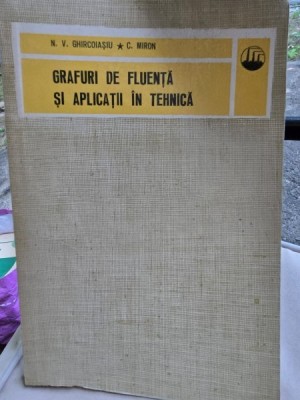 N. V. GHIRCOIAȘIU ★ C. MIRON
GRAFURI DE FLUENȚĂ
ȘI APLICAȚII ÎN TEHNICĂ